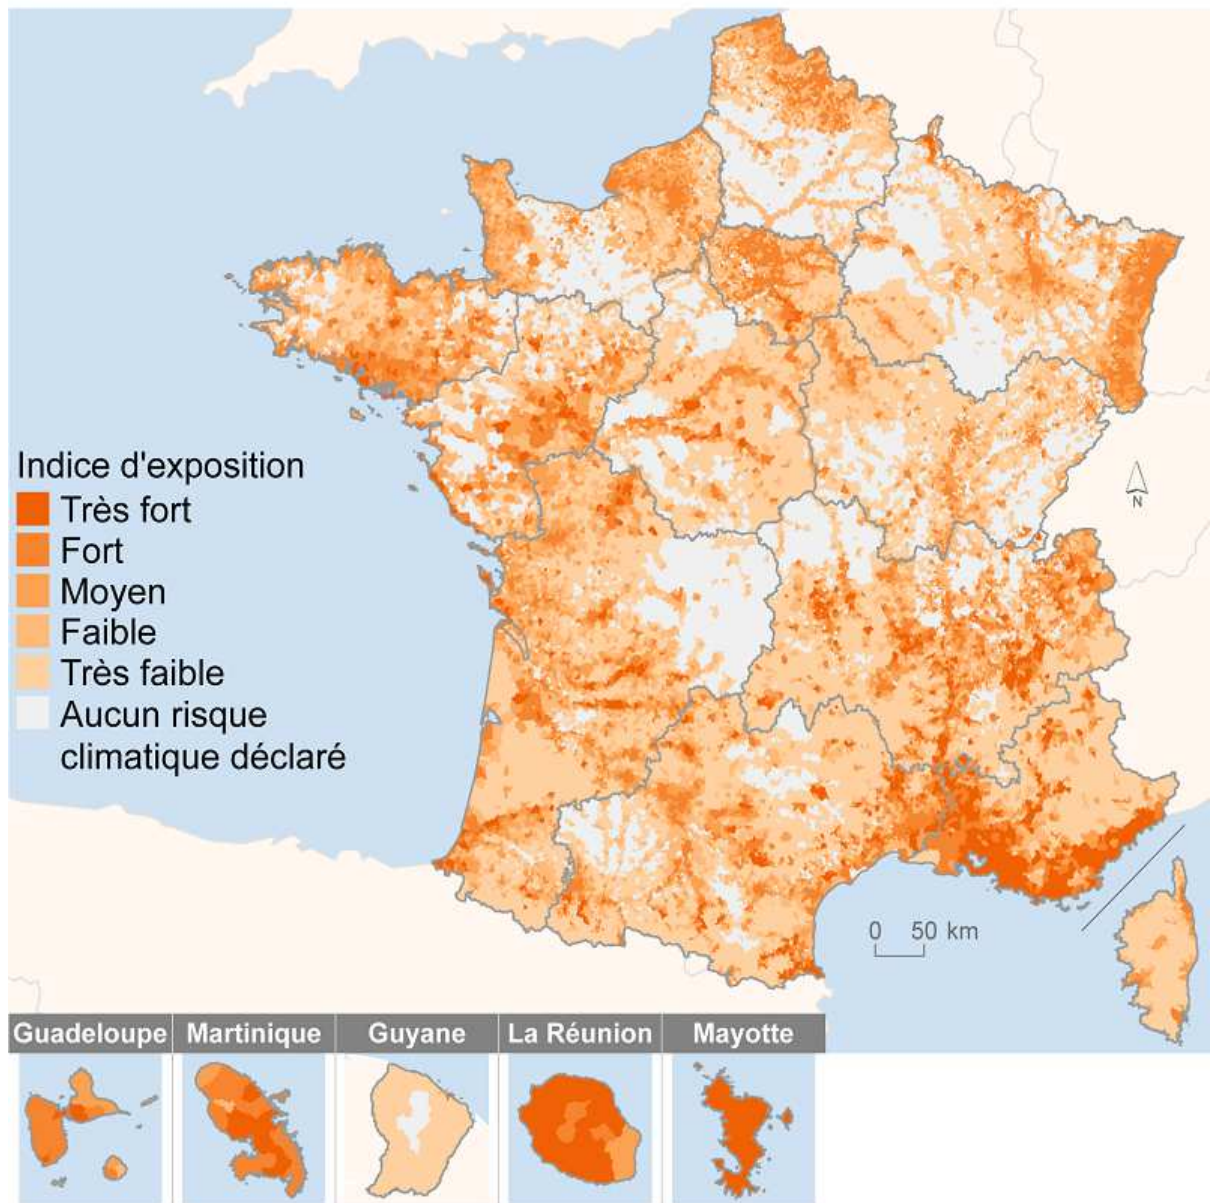 Indice d'exposition
Très fort
Fort
Moyen
Faible
Très faible
Aucun risque
climatique déclaré
N
0 50 km
Guadeloupe Martinique Guyane La Réunion Mayotte